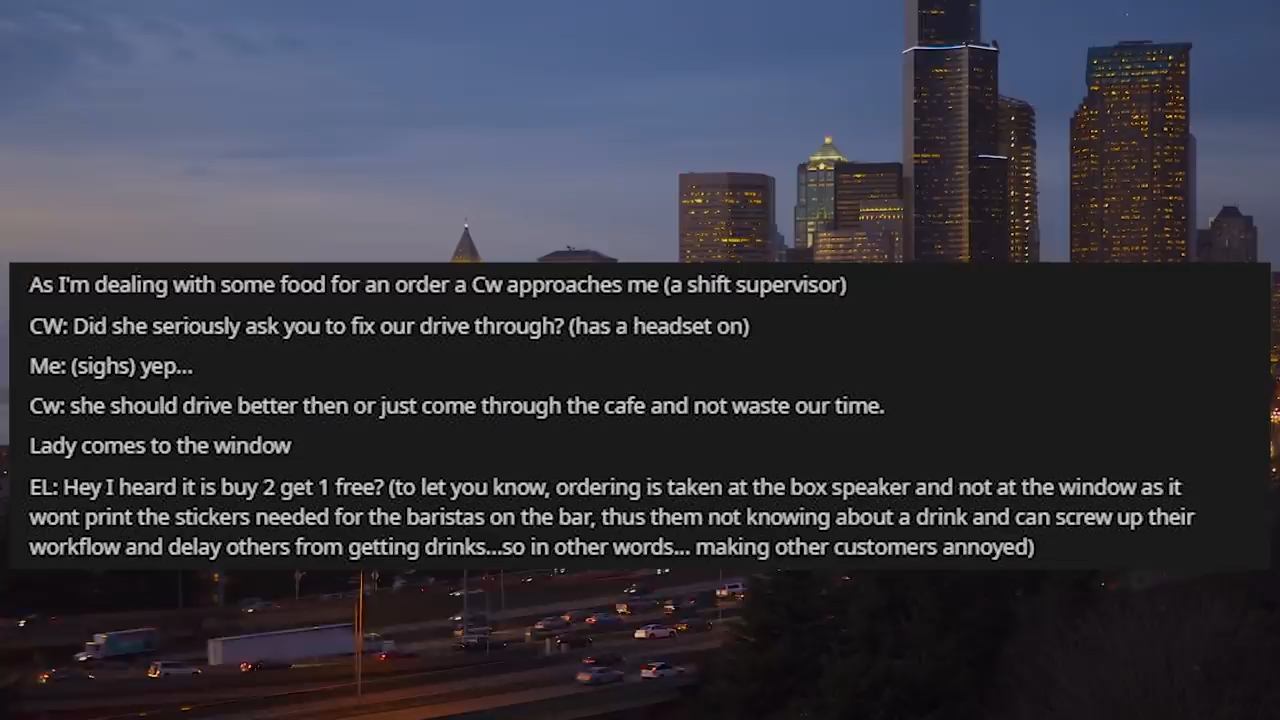 As I'm dealing with some food for an order a Cw approaches me (a shift supervisor)
CW: Did she seriously ask you to fix our drive through? (has a headset on)
Me: (sighs) yep...
Cw: she should drive better then or just come through the cafe and not waste our time.
Lady comes to the window
EL: Hey I heard it is buy 2 get 1 free? (to let you know, ordering is taken at the box speaker and not at the window as it
wont print the stickers needed for the baristas on the bar, thus them not knowing about a drink and can screw up their
workflow and delay others from getting drinks...so in other words... making other customers annoyed)